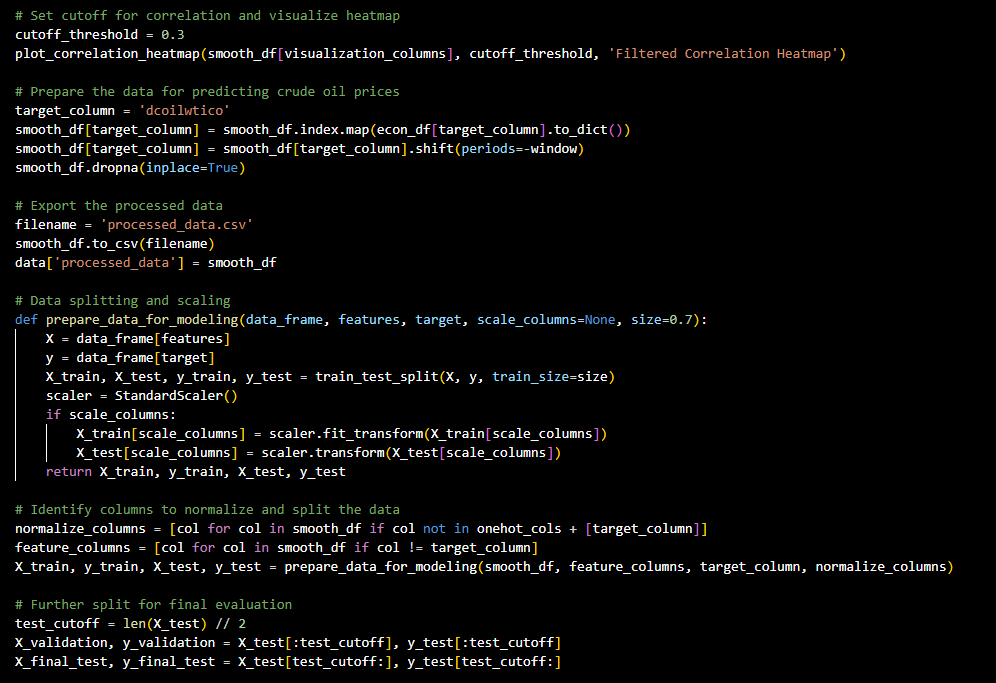 # Set cutoff for correlation and visualize heatmap
cutoff_threshold = 0.3
plot_correlation_heatmap(smooth_df[visualization_columns], cutoff_threshold, 'Filtered Correlation Heatmap')

# Prepare the data for predicting crude oil prices
target_column = 'dcoilwtico'
smooth_df[target_column] = smooth_df.index.map(econ_df[target_column].to_dict())
smooth_df[target_column] = smooth_df[target_column].shift(periods=-window)
smooth_df.dropna(inplace=True)

# Export the processed data
filename = 'processed_data.csv'
smooth_df.to_csv(filename)
data['processed_data'] = smooth_df

# Data splitting and scaling
def prepare_data_for_modeling(data_frame, features, target, scale_columns=None, size=0.7):
    X = data_frame[features]
    y = data_frame[target]
    X_train, X_test, y_train, y_test = train_test_split(X, y, train_size=size)
    scaler = StandardScaler()
    if scale_columns:
        X_train[scale_columns] = scaler.fit_transform(X_train[scale_columns])
        X_test[scale_columns] = scaler.transform(X_test[scale_columns])
    return X_train, y_train, X_test, y_test

# Identify columns to normalize and split the data
normalize_columns = [col for col in smooth_df if col not in onehot_cols + [target_column]]
feature_columns = [col for col in smooth_df if col != target_column]
X_train, y_train, X_test, y_test = prepare_data_for_modeling(smooth_df, feature_columns, target_column, normalize_columns)

# Further split for final evaluation
test_cutoff = len(X_test) // 2
X_validation, y_validation = X_test[:test_cutoff], y_test[:test_cutoff]
X_final_test, y_final_test = X_test[test_cutoff:], y_test[test_cutoff:]